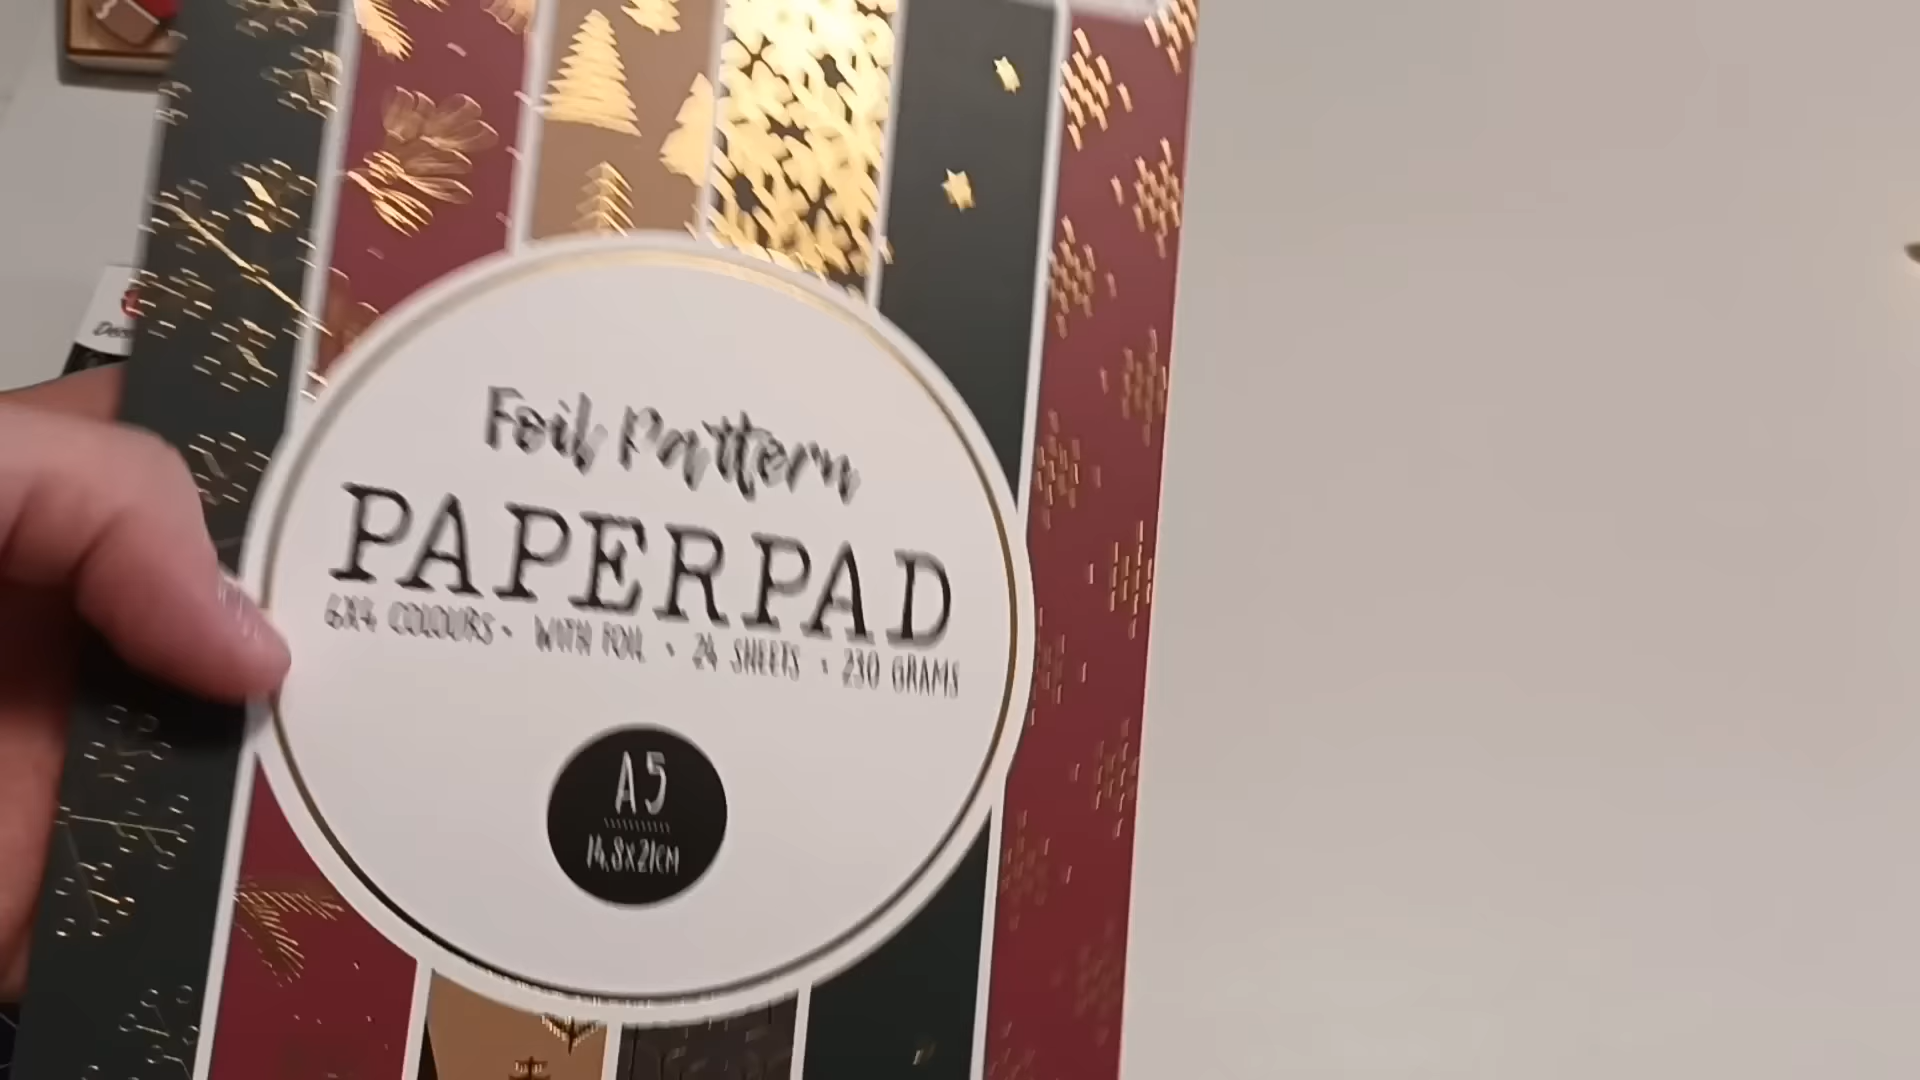 Foil Pattern
PAPERPAD
6X4 COLOURS • WITH FOIL • 24 SHEETS • 230 GRAMS
A5
14,8X21CM